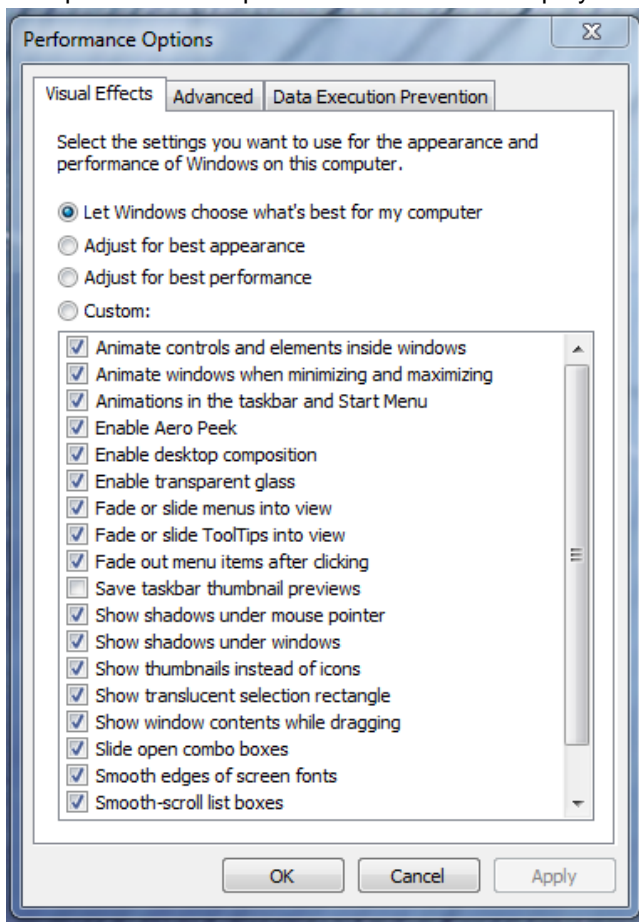 Performance Options
Visual Effects Advanced Data Execution Prevention
Select the settings you want to use for the appearance and
performance of Windows on this computer.
Let Windows choose what's best for my computer
Adjust for best appearance
Adjust for best performance
Custom:
Animate controls and elements inside windows
Animate windows when minimizing and maximizing
Animations in the taskbar and Start Menu
Enable Aero Peek
Enable desktop composition
Enable transparent glass
Fade or slide menus into view
Fade or slide ToolTips into view
Fade out menu items after clicking
Save taskbar thumbnail previews
Show shadows under mouse pointer
Show shadows under windows
Show thumbnails instead of icons
Show translucent selection rectangle
Show window contents while dragging
Slide open combo boxes
Smooth edges of screen fonts
Smooth-scroll list boxes
OK Cancel Apply